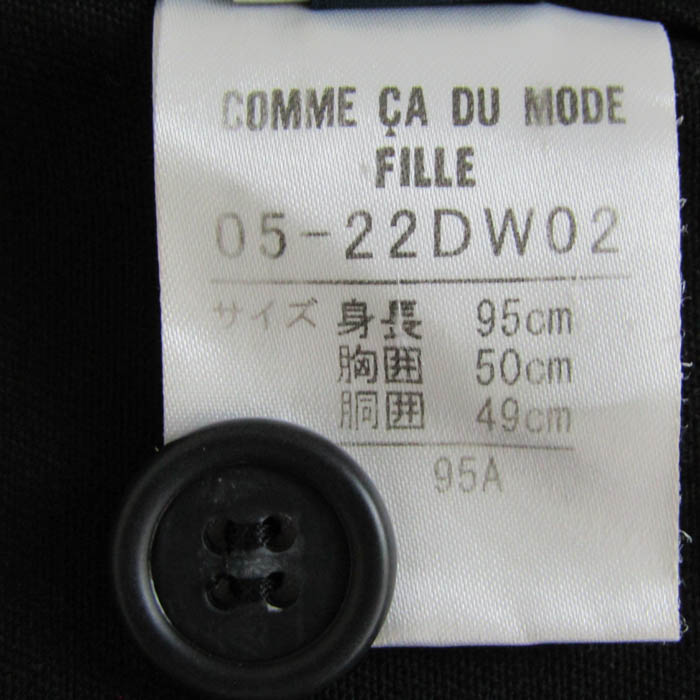 COMME ÇA DU MODE
FILLE
05-22DW02
サイズ 身長 95cm
胸囲 50cm
胴囲 49cm
95A